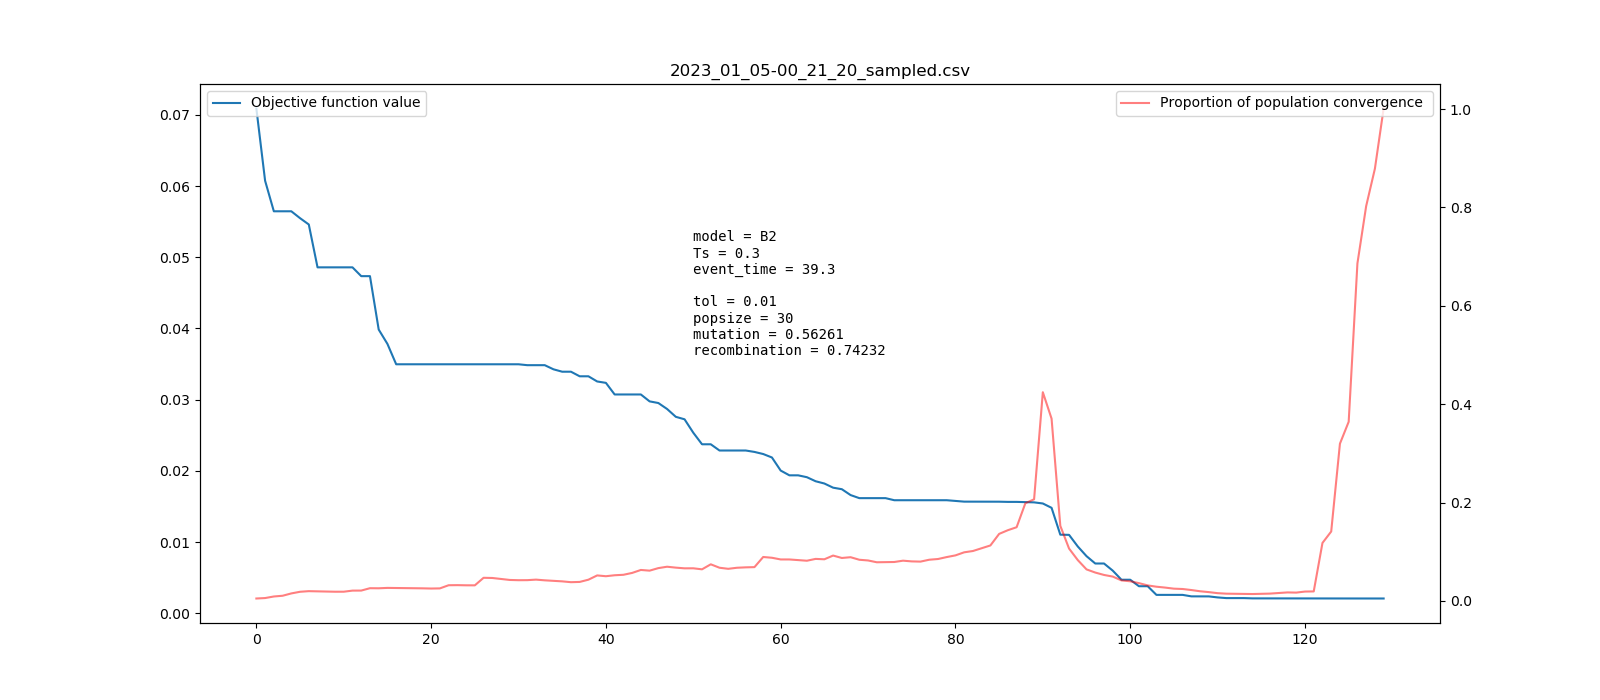 2023_01_05-00_21_20_sampled.csv
Objective function value
Proportion of population convergence
0.07
0.06
0.05
0.04
0.03
0.02
0.01
0.00
model = B2
Ts = 0.3
event_time = 39.3
tol = 0.01
popsize = 30
mutation = 0.56261
recombination = 0.74232
1.0
0.8
0.6
0.4
0.2
0.0
0 20 40 60 80 100 120